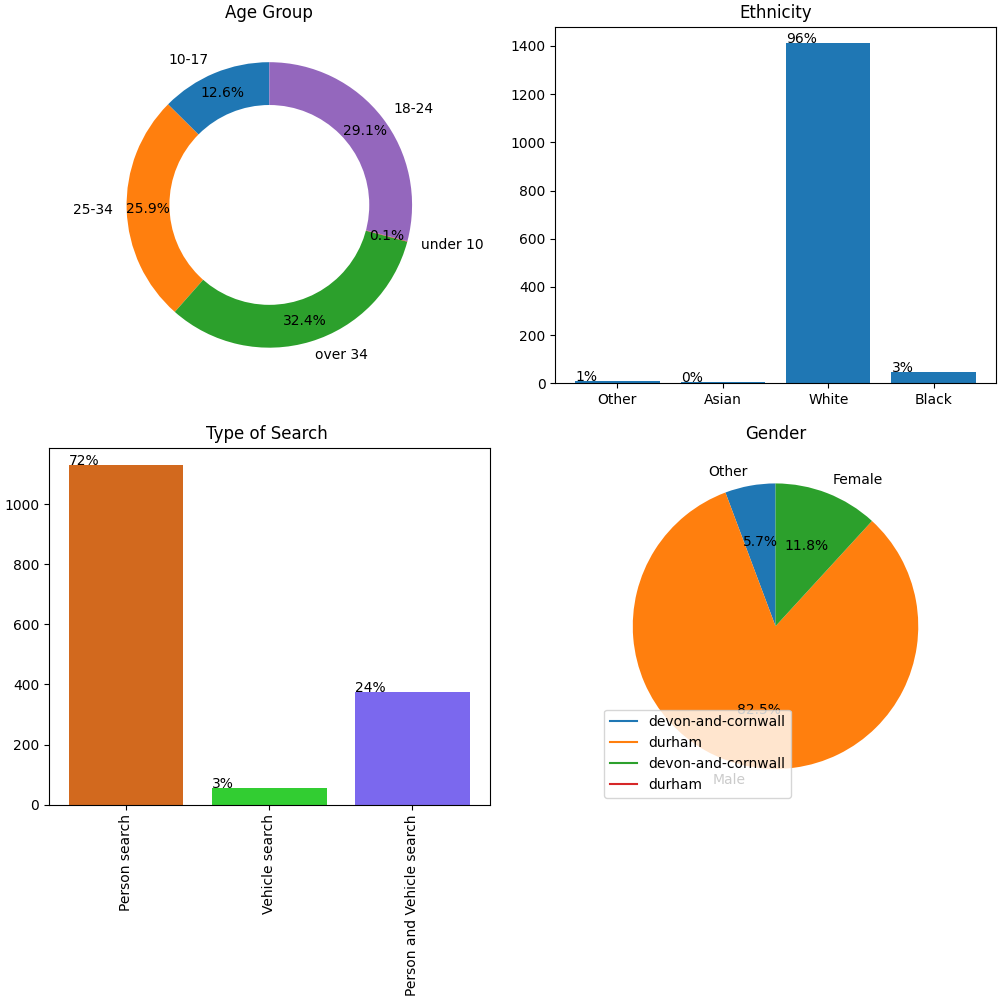 Age Group
10-17
12.6%
18-24
29.1%
25-34
25.9%
0.1%
under 10
32.4%
over 34
Ethnicity
1400
1200
1000
800
600
400
200
0
96%
1%
0%
3%
Other
Asian
White
Black
Type of Search
1000
800
600
400
200
0
72%
3%
24%
Person search
Vehicle search
Person and Vehicle search
Gender
Other
Female
5.7%
11.8%
82.5%
devon-and-cornwall
durham
devon-and-cornwall
durham
Male